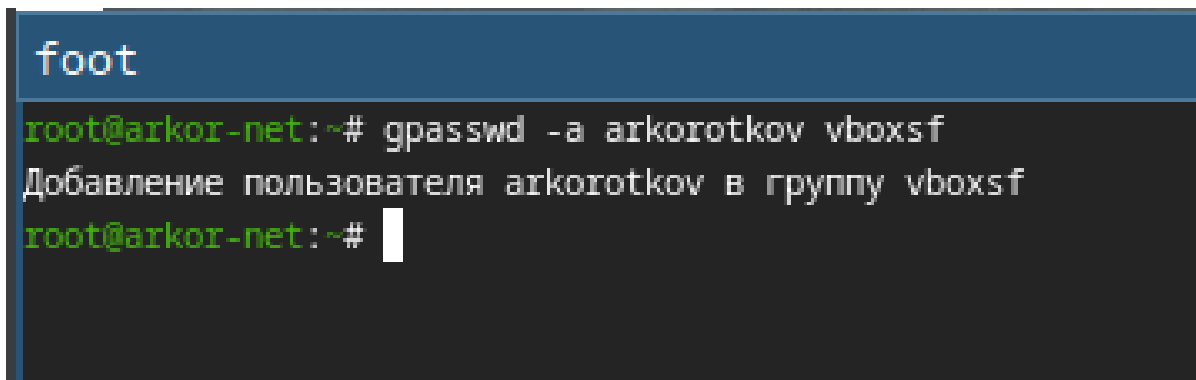 foot
root@arkor-net:~# gpasswd -a arkorotkov vboxsf
Добавление пользователя arkorotkov в группу vboxsf
root@arkor-net:~#